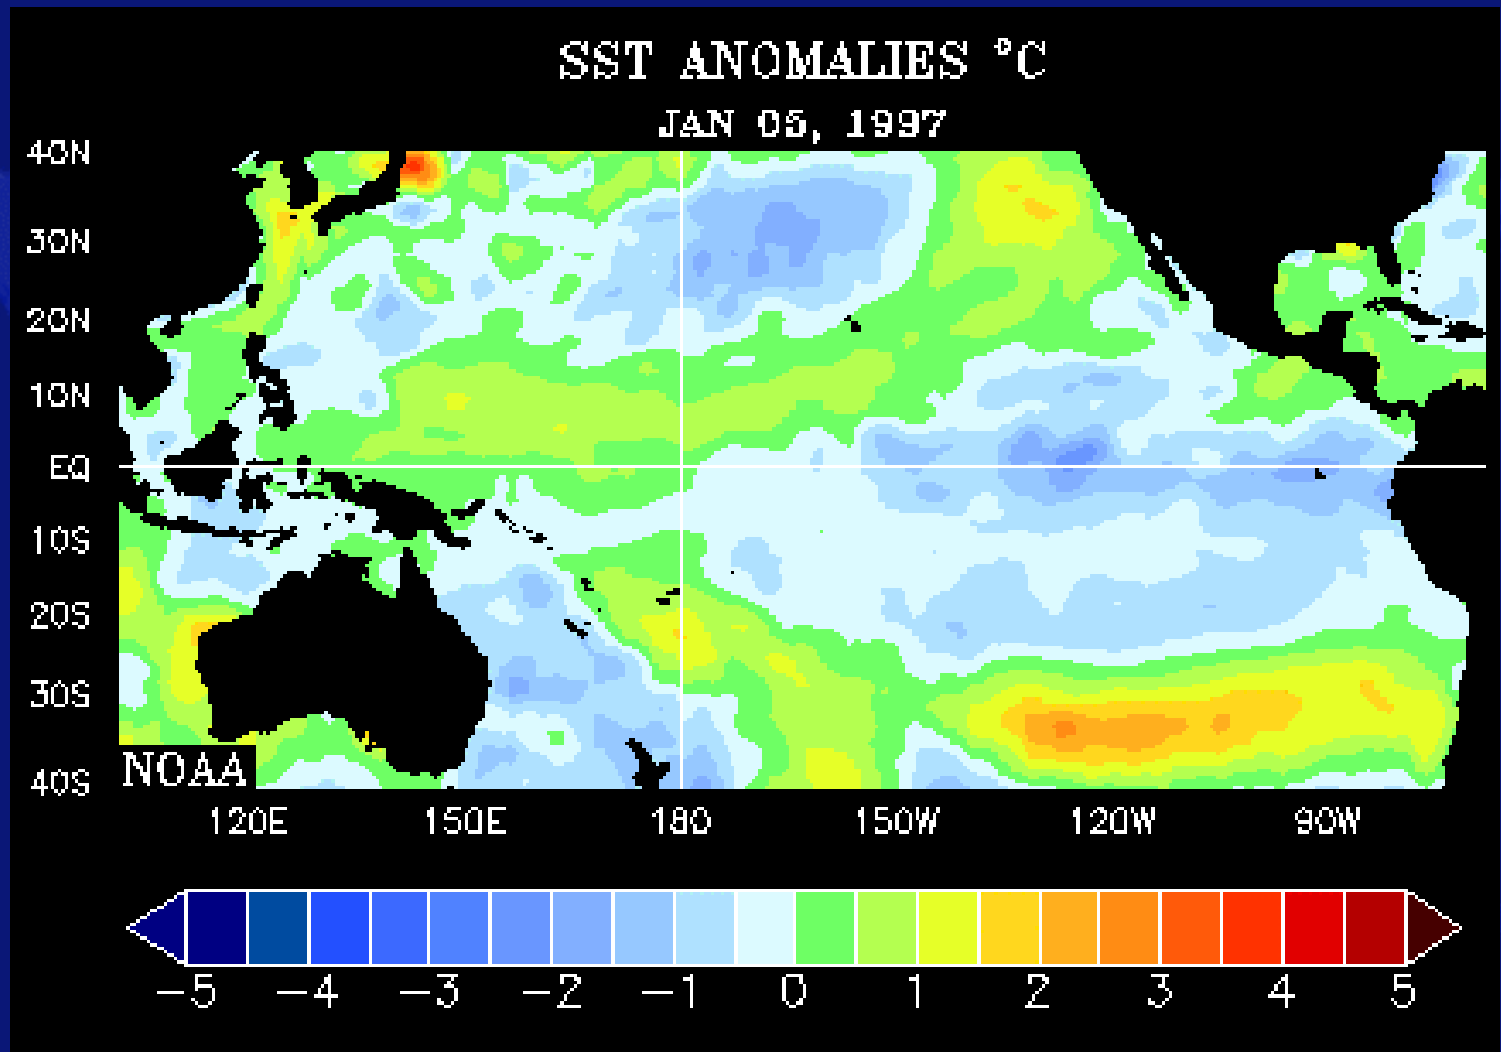 SST ANOMALIES °C
JAN 05, 1997
40N
30N
20N
10N
EQ
10S
20S
30S
40S
NOAA
120E 150E 180 150W 120W 90W
-5 -4 -3 -2 -1 0 1 2 3 4 5